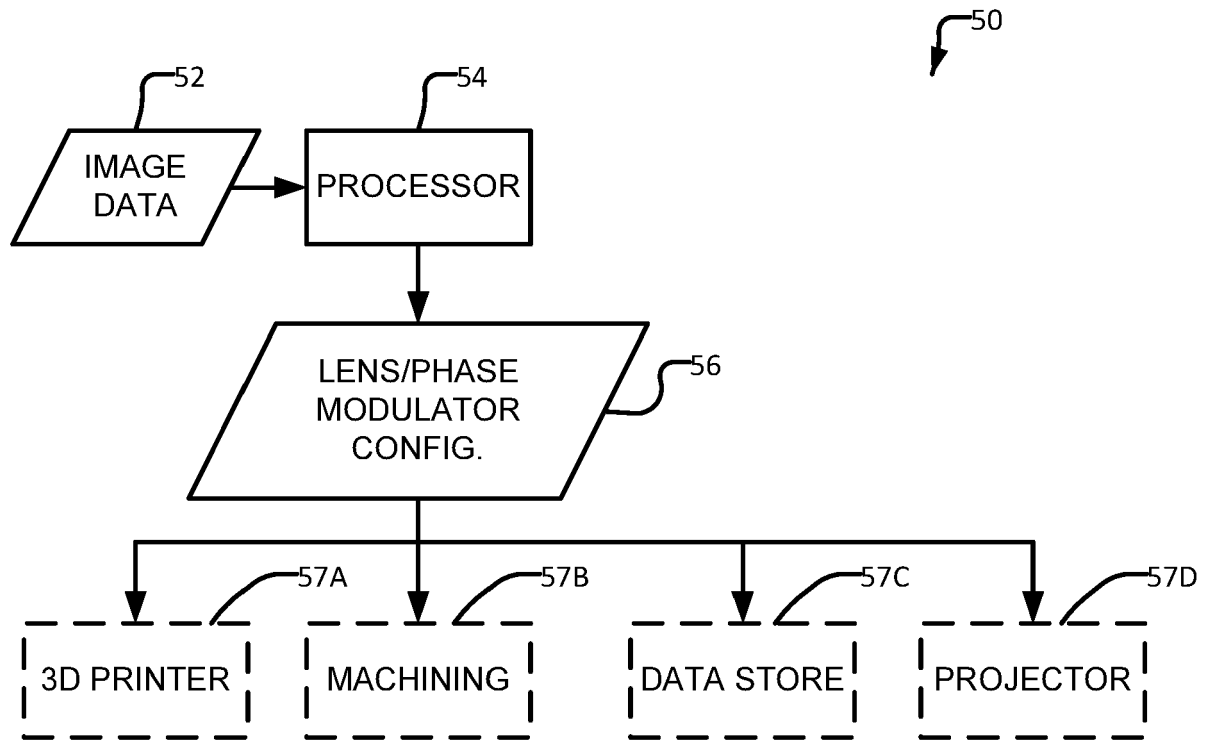 50
52
54
IMAGE
DATA
PROCESSOR
LENS/PHASE
MODULATOR
CONFIG.
56
57A
57B
57C
57D
3D PRINTER
MACHINING
DATA STORE
PROJECTOR